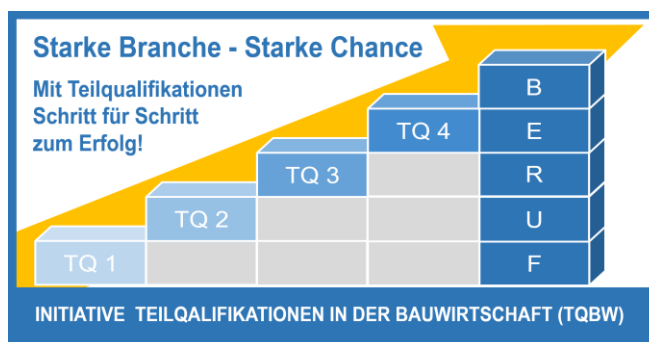 Starke Branche - Starke Chance
Mit Teilqualifikationen
Schritt für Schritt
zum Erfolg!
B
TQ 4 E
TQ 3 R
TQ 2 U
TQ 1 F
INITIATIVE TEILQALIFIKATIONEN IN DER BAUWIRTSCHAFT (TQBW)